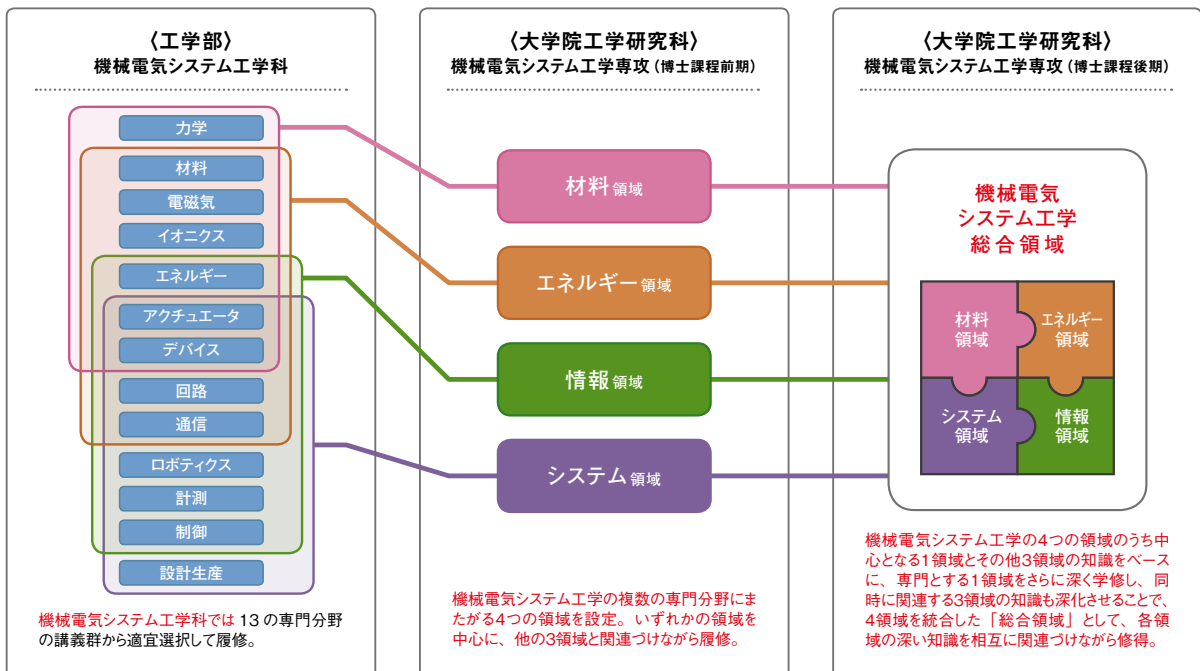 〈工学部〉
機械電気システム工学科
力学
材料
電磁気
イオニクス
エネルギー
アクチュエータ
デバイス
回路
通信
ロボティクス
計測
制御
設計生産
機械電気システム工学科では 13 の専門分野
の講義群から適宜選択して履修。
〈大学院工学研究科〉
機械電気システム工学専攻（博士課程前期）
材料領域
エネルギー領域
情報領域
システム領域
機械電気システム工学の複数の専門分野にま
たがる4つの領域を設定。いずれかの領域を
中心に、他の3領域と関連づけながら履修。
〈大学院工学研究科〉
機械電気システム工学専攻（博士課程後期）
機械電気
システム工学
総合領域
材料
領域
エネルギー
領域
システム
領域
情報
領域
機械電気システム工学の4つの領域のうち中
心となる1領域とその他3領域の知識をベース
に、専門とする1領域をさらに深く学修し、同
時に関連する3領域の知識も深化させることで、
4領域を統合した「総合領域」として、各領
域の深い知識を相互に関連づけながら修得。